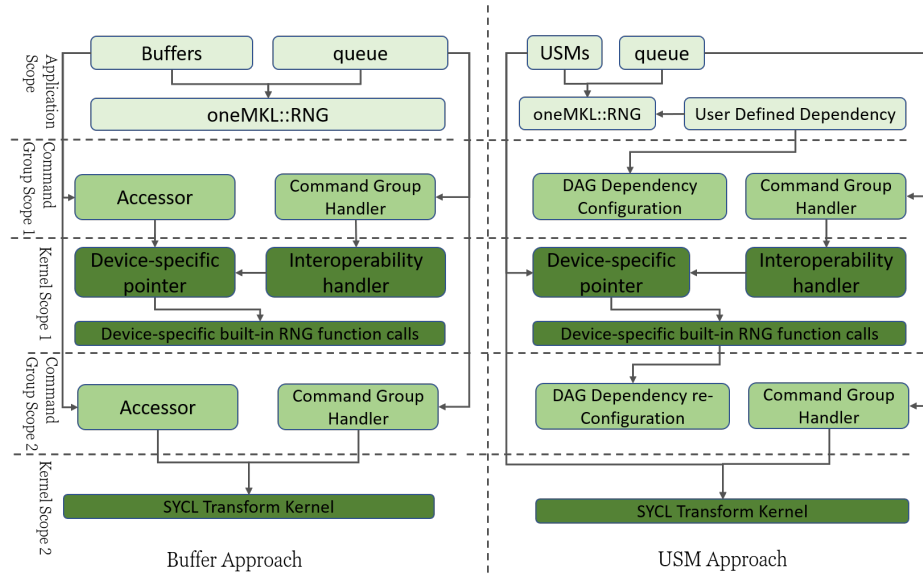 Application
Scope
Buffers
queue
oneMKL::RNG
Command
Group Scope 1
Accessor
Command Group
Handler
Kernel Scope 1
Device-specific
pointer
Interoperability
handler
Device-specific built-in RNG function calls
Command
Group Scope 2
Accessor
Command Group
Handler
Kernel Scope 2
SYCL Transform Kernel
Buffer Approach
USMs
queue
oneMKL::RNG
User Defined Dependency
DAG Dependency
Configuration
Command Group
Handler
Device-specific
pointer
Interoperability
handler
Device-specific built-in RNG function calls
DAG Dependency re-
Configuration
Command Group
Handler
SYCL Transform Kernel
USM Approach